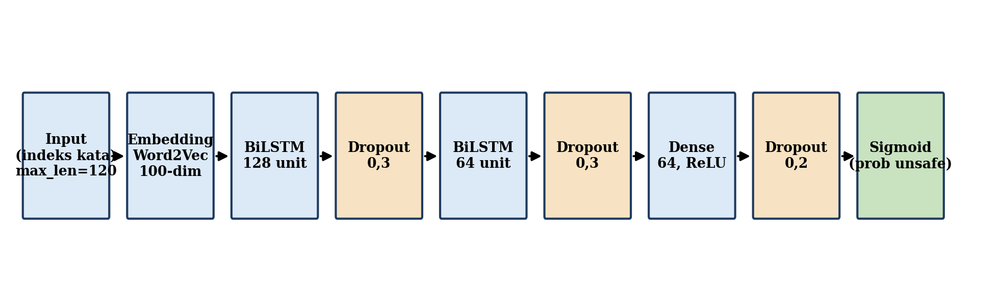 Input
(indeks kata)
max_len=120
Embedding
Word2Vec
100-dim
BiLSTM
128 unit
Dropout
0,3
BiLSTM
64 unit
Dropout
0,3
Dense
64, ReLU
Dropout
0,2
Sigmoid
(prob unsafe)